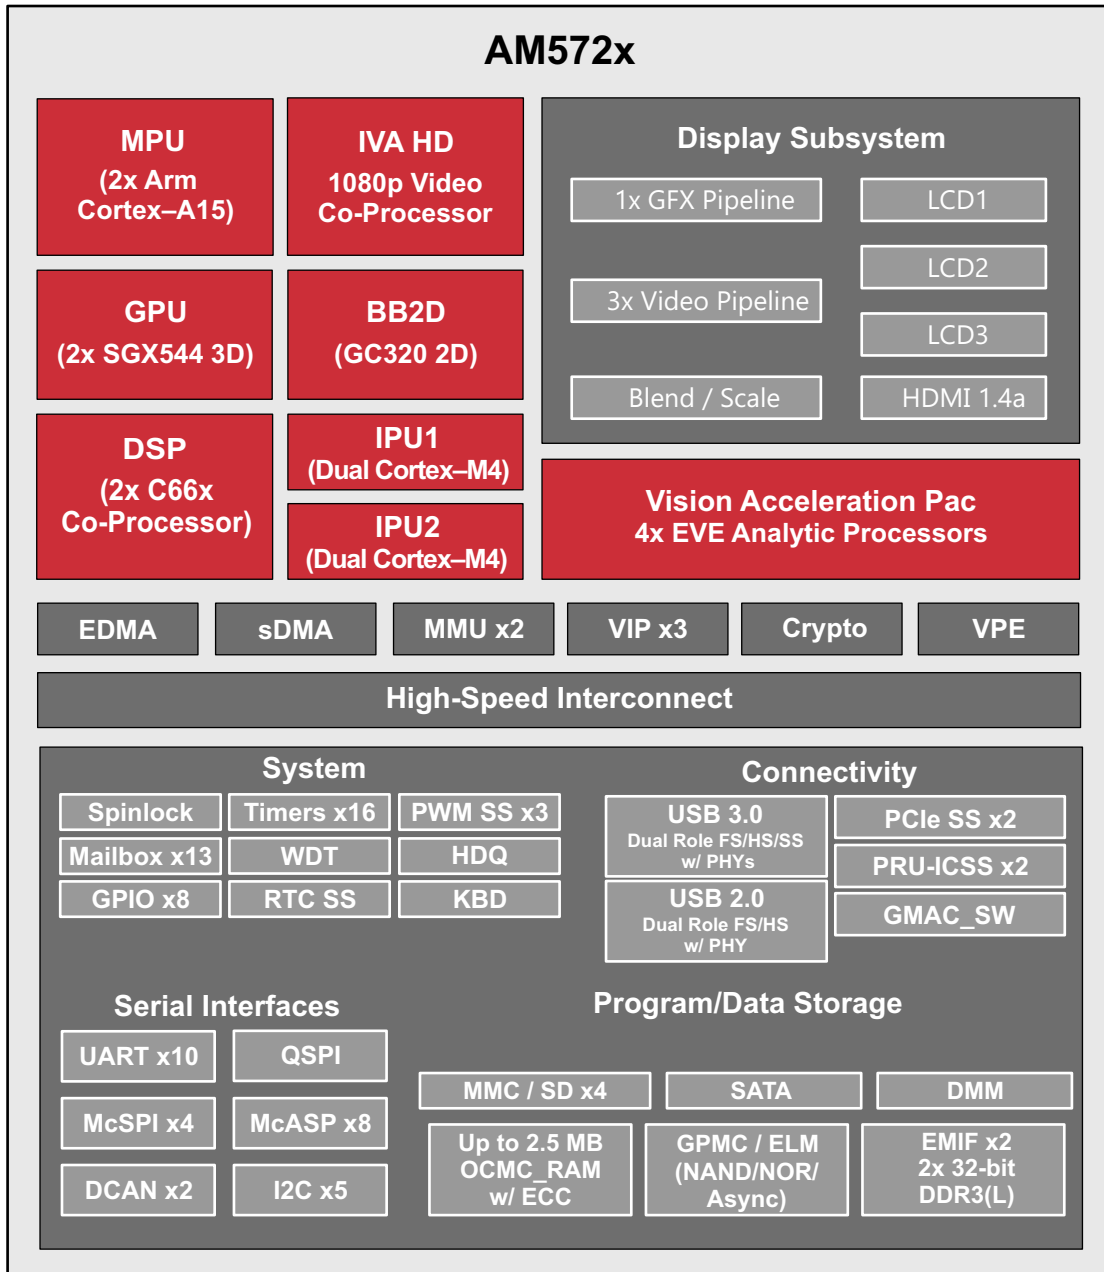 AM572x
MPU
(2x Arm
Cortex–A15)
IVA HD
1080p Video
Co-Processor
Display Subsystem
1x GFX Pipeline
LCD1
LCD2
3x Video Pipeline
LCD3
Blend / Scale
HDMI 1.4a
GPU
(2x SGX544 3D)
BB2D
(GC320 2D)
DSP
(2x C66x
Co-Processor)
IPU1
(Dual Cortex–M4)
IPU2
(Dual Cortex–M4)
Vision Acceleration Pac
4x EVE Analytic Processors
EDMA
sDMA
MMU x2
VIP x3
Crypto
VPE
High-Speed Interconnect
System
Spinlock
Timers x16
PWM SS x3
Mailbox x13
WDT
HDQ
GPIO x8
RTC SS
KBD
Connectivity
USB 3.0
Dual Role FS/HS/SS
w/ PHYs
USB 2.0
Dual Role FS/HS
w/ PHY
PCIe SS x2
PRU-ICSS x2
GMAC_SW
Serial Interfaces
UART x10
QSPI
McSPI x4
McASP x8
DCAN x2
I2C x5
Program/Data Storage
MMC / SD x4
SATA
DMM
Up to 2.5 MB
OCMC_RAM
w/ ECC
GPMC / ELM
(NAND/NOR/
Async)
EMIF x2
2x 32-bit
DDR3(L)